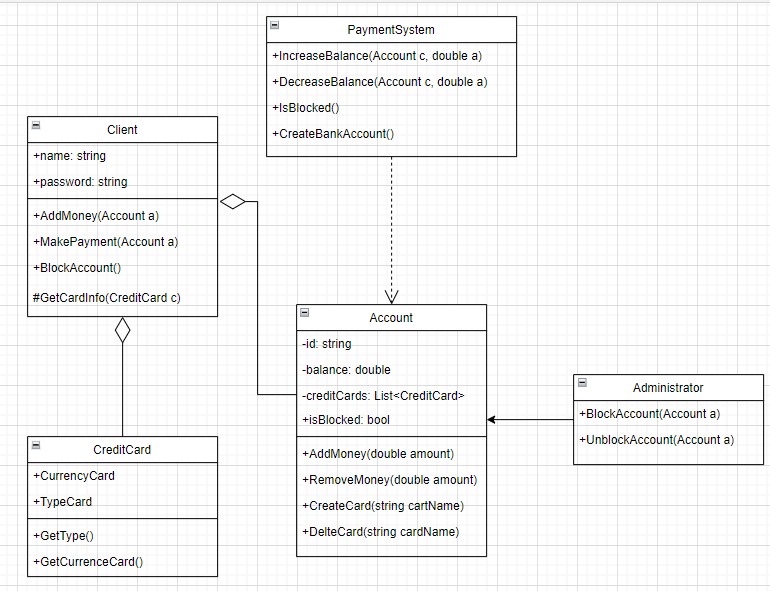 PaymentSystem
+IncreaseBalance(Account c, double a)
+DecreaseBalance(Account c, double a)
+IsBlocked()
+CreateBankAccount()
Client
+name: string
+password: string
+AddMoney(Account a)
+MakePayment(Account a)
+BlockAccount()
#GetCardInfo(CreditCard c)
Account
-id: string
-balance: double
-creditCards: List<CreditCard>
+isBlocked: bool
+AddMoney(double amount)
+RemoveMoney(double amount)
+CreateCard(string cartName)
+DelteCard(string cardName)
Administrator
+BlockAccount(Account a)
+UnblockAccount(Account a)
CreditCard
+CurrencyCard
+TypeCard
+GetType()
+GetCurrenceCard()